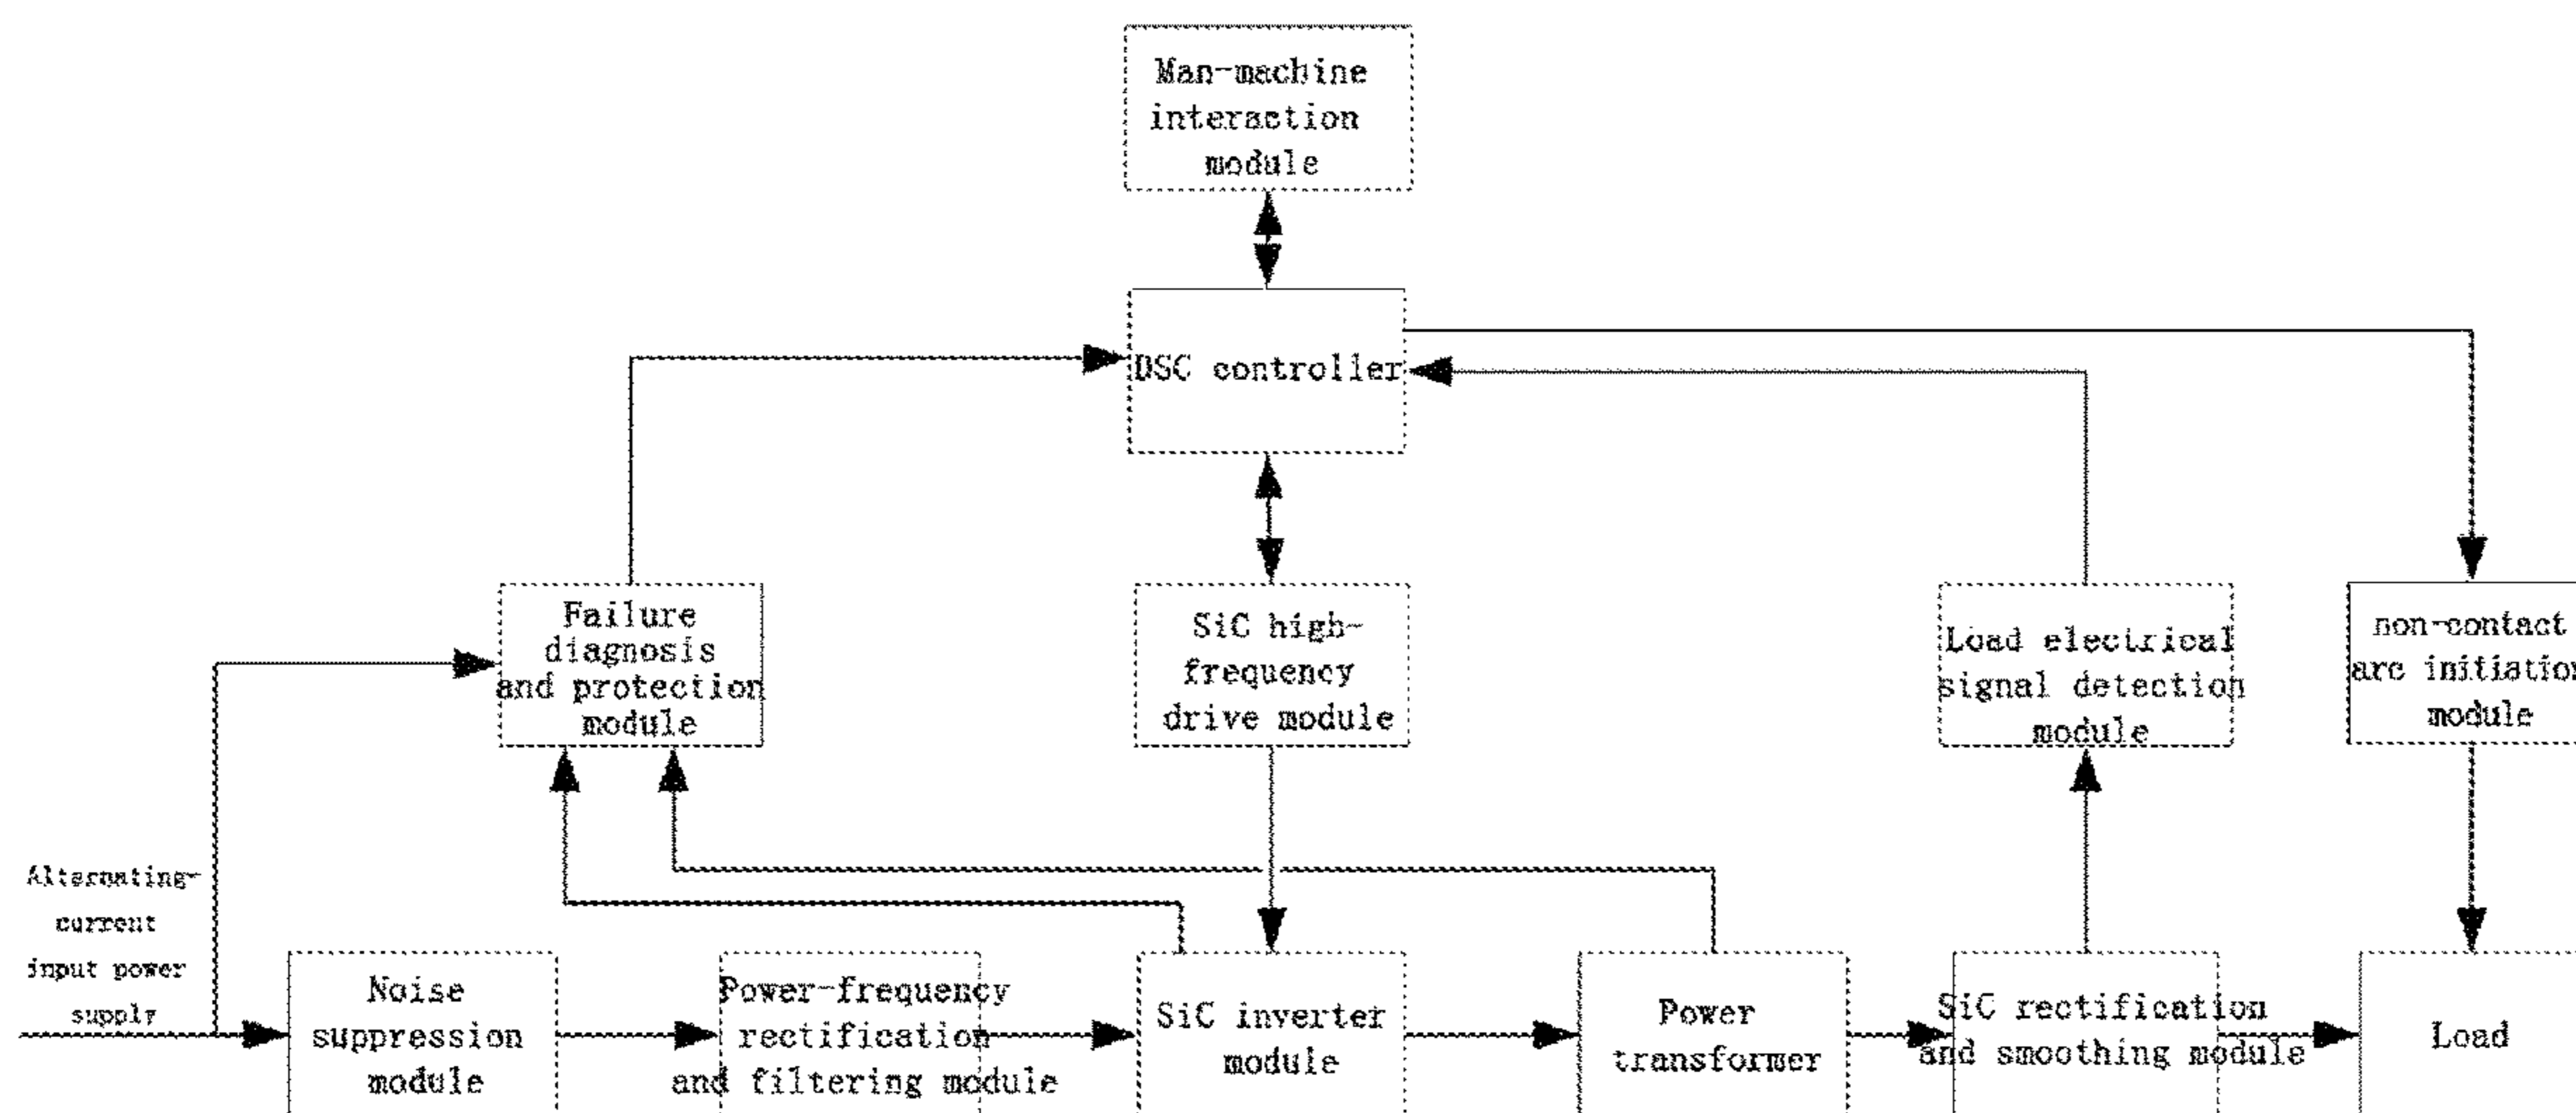 Man-machine
interaction
module
DSC controller
Failure
diagnosis
and protection
module
SiC high-
frequency
drive module
Load electrical
signal detection
module
non-contact
arc initiation
module
Alternating-
current
input power
supply
Noise
suppression
module
Power-frequency
rectification
and filtering module
SiC inverter
module
Power
transformer
SiC rectification
and smoothing module
Load